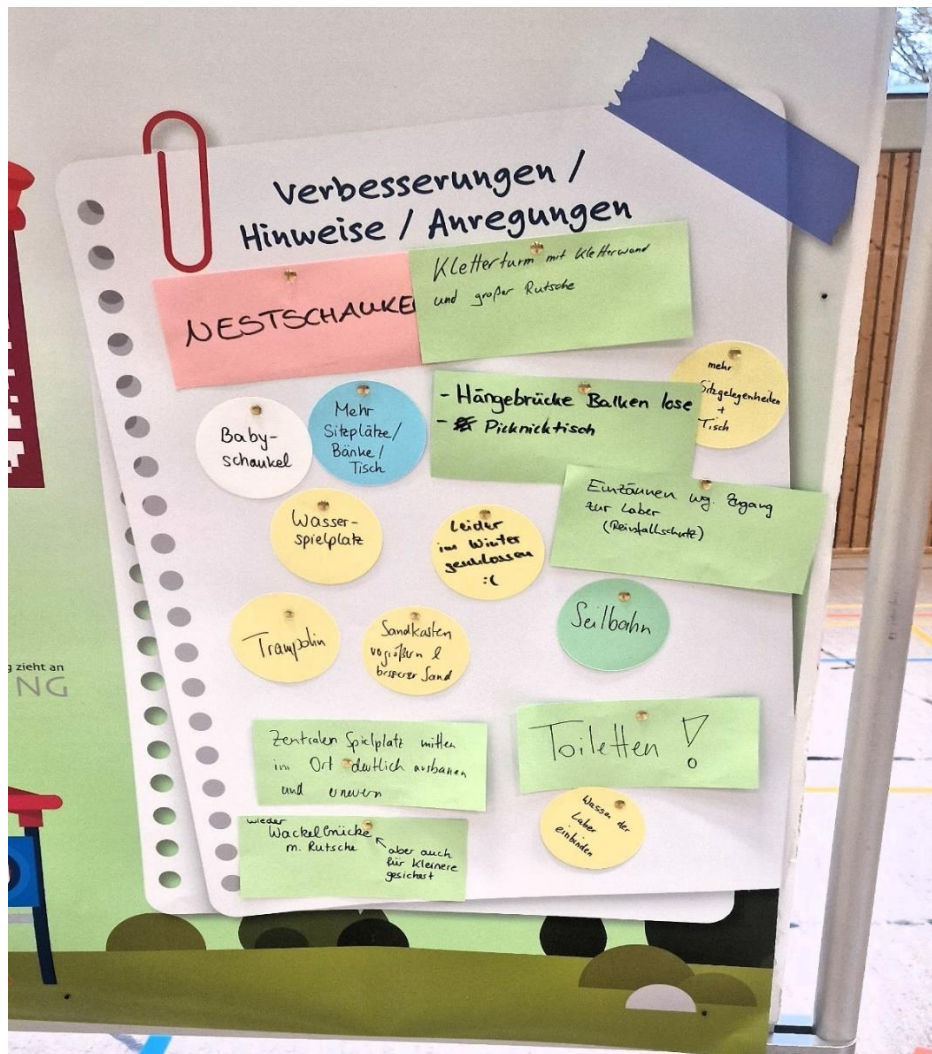 Verbesserungen /
Hinweise / Anregungen
NESTSCHAUKEL
Kletterturm mit Kletterwand
und großer Rutsche
mehr
Sitzgelegenheiten
+
Tisch
Baby-
schaukel
Mehr
Sitzplätze/
Bänke/
Tisch
- Hängebrücke Balken lose
- Picknicktisch
Einzäunen wg. Zugang
zur Laber
(Reinfallschutz)
Wasser-
spielplatz
Leider
im Winter
geschlossen
:(
Seilbahn
Trampolin
Sandkasten
vergrößern &
besserer Sand
g zieht an
NG
Zentralen Spielplatz mitten
im Ort deutlich ausbauen
und erneuern
Toiletten !
Wasser der
Laber
einbinden
wieder
Wackelbrücke
m. Rutsche
aber auch
für Kleinere
gesichert